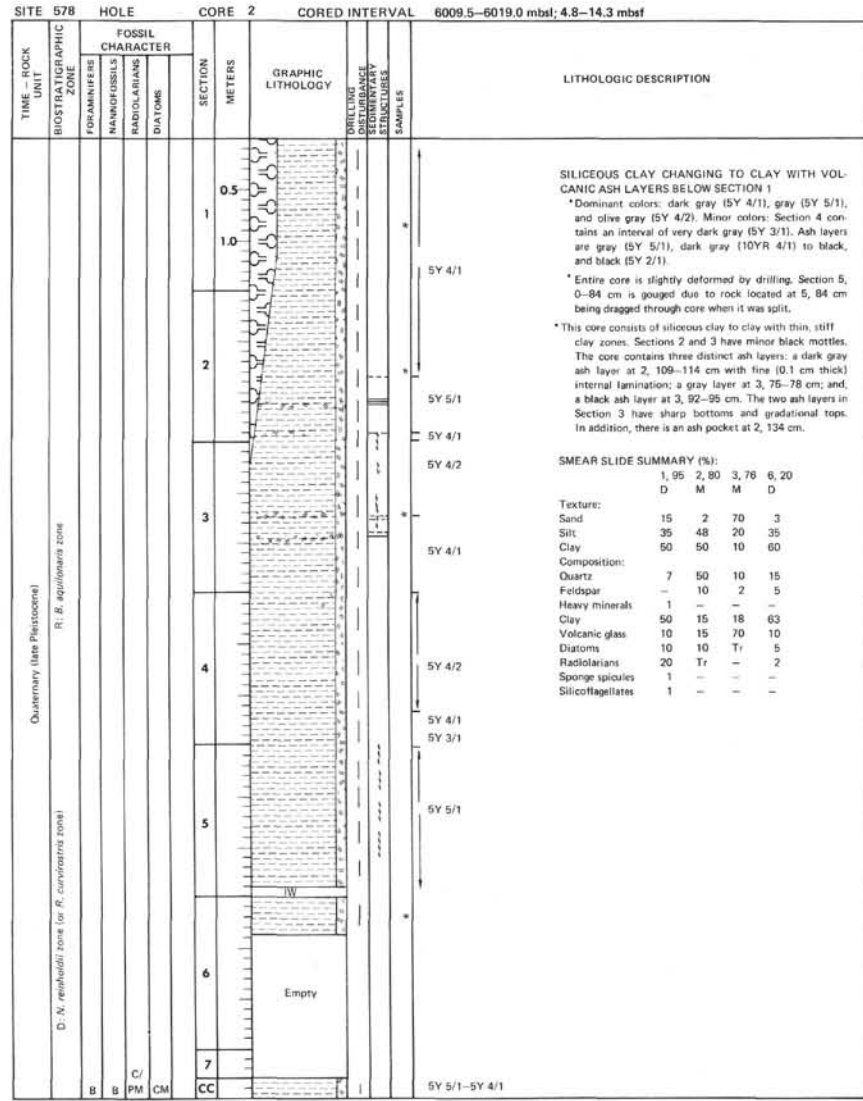 SITE 578 HOLE CORE 2 CORED INTERVAL 6009.5–6019.0 mbsl; 4.8–14.3 mbsf
TIME – ROCK UNIT
BIOSTRATIGRAPHIC ZONE
FOSSIL CHARACTER
FORAMINIFERS
NANNOFOSSILS
RADIOLARIANS
DIATOMS
SECTION
METERS
GRAPHIC LITHOLOGY
DRILLING DISTURBANCE
SEDIMENTARY STRUCTURES
SAMPLES
LITHOLOGIC DESCRIPTION
Quaternary (late Pleistocene)
R: B. aquilonaris zone
D: N. reinholdii zone (or R. curvirostris zone)
B
B
C/
PM
CM
1
0.5
1.0
2
3
4
5
6
7
CC
IW
Empty
*
*
*
*
5Y 4/1
5Y 5/1
5Y 4/1
5Y 4/2
5Y 4/1
5Y 4/2
5Y 4/1
5Y 3/1
5Y 5/1
5Y 5/1–5Y 4/1
SILICEOUS CLAY CHANGING TO CLAY WITH VOL-
CANIC ASH LAYERS BELOW SECTION 1
* Dominant colors: dark gray (5Y 4/1), gray (5Y 5/1),
and olive gray (5Y 4/2). Minor colors: Section 4 con-
tains an interval of very dark gray (5Y 3/1). Ash layers
are gray (5Y 5/1), dark gray (10YR 4/1) to black,
and black (5Y 2/1).
* Entire core is slightly deformed by drilling. Section 5,
0–84 cm is gouged due to rock located at 5, 84 cm
being dragged through core when it was split.
* This core consists of siliceous clay to clay with thin, stiff
clay zones. Sections 2 and 3 have minor black mottles.
The core contains three distinct ash layers: a dark gray
ash layer at 2, 109–114 cm with fine (0.1 cm thick)
internal lamination; a gray layer at 3, 75–78 cm; and,
a black ash layer at 3, 92–95 cm. The two ash layers in
Section 3 have sharp bottoms and gradational tops.
In addition, there is an ash pocket at 2, 134 cm.
SMEAR SLIDE SUMMARY (%):
1, 95 2, 80 3, 76 6, 20
D M M D
Texture:
Sand 15 2 70 3
Silt 35 48 20 35
Clay 50 50 10 60
Composition:
Quartz 7 50 10 15
Feldspar – 10 2 5
Heavy minerals 1 – – –
Clay 50 15 18 63
Volcanic glass 10 15 70 10
Diatoms 10 10 Tr 5
Radiolarians 20 Tr – 2
Sponge spicules 1 – – –
Silicoflagellates 1 – – –